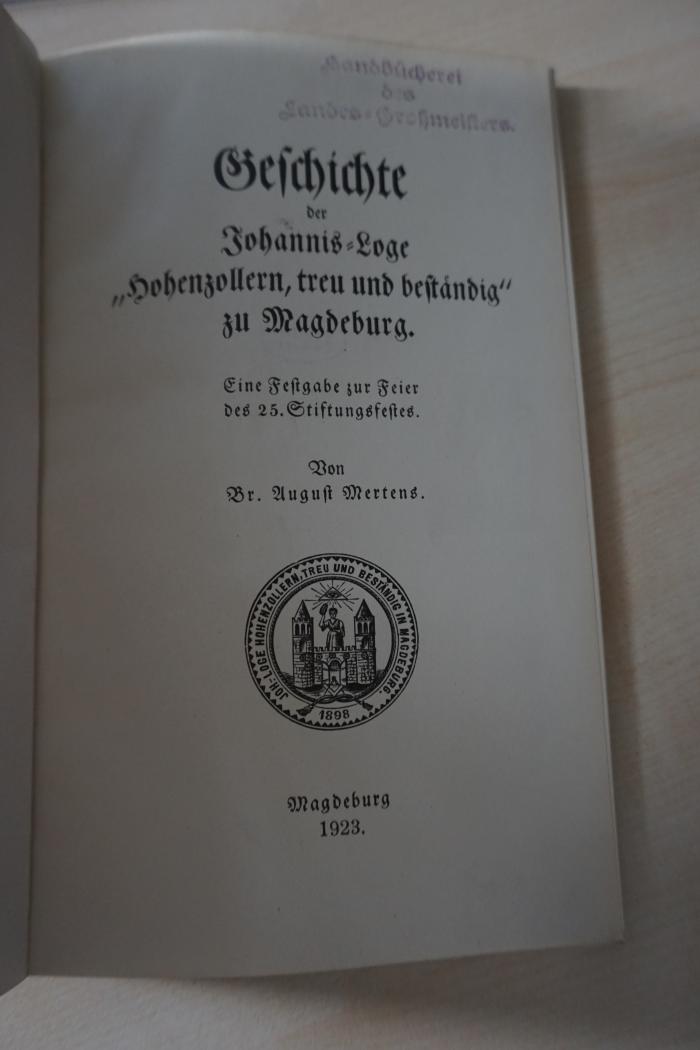 Handbücherei
des
Landes-Großmeisters.
Geschichte
der
Johannis-Loge
„Hohenzollern, treu und beständig“
zu Magdeburg.
Eine Festgabe zur Feier
des 25. Stiftungsfestes.
Von
Br. August Mertens.
JOH-LOGE HOHENZOLLERN, TREU UND BESTÄNDIG IN MAGDEBURG.
1898
Magdeburg
1923.